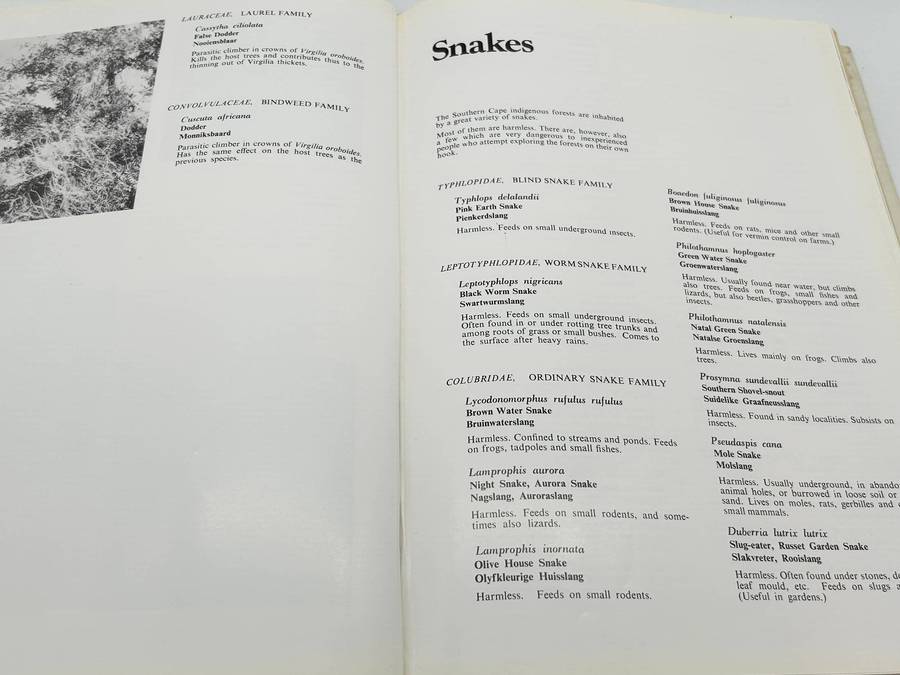 LAURACEAE, LAUREL FAMILY
Cassytha ciliolata
False Dodder
Nooiensblaar
Parasitic climber in crowns of Virgilia oroboides.
Kills the host trees and contributes thus to the
thinning out of Virgilia thickets.
CONVOLVULACEAE, BINDWEED FAMILY
Cuscuta africana
Dodder
Monniksbaard
Parasitic climber in crowns of Virgilia oroboides.
Has the same effect on the host trees as the
previous species.
Snakes
The Southern Cape indigenous forests are inhabited
by a great variety of snakes.
Most of them are harmless. There are, however, also
a few which are very dangerous to inexperienced
people who attempt exploring the forests on their own
hook.
TYPHLOPIDAE, BLIND SNAKE FAMILY
Typhlops delalandii
Pink Earth Snake
Pienkerdslang
Harmless. Feeds on small underground insects.
LEPTOTYPHLOPIDAE, WORM SNAKE FAMILY
Leptotyphlops nigricans
Black Worm Snake
Swartwurmslang
Harmless. Feeds on small underground insects.
Often found in or under rotting tree trunks and
among roots of grass or small bushes. Comes to
the surface after heavy rains.
COLUBRIDAE, ORDINARY SNAKE FAMILY
Lycodonomorphus rufulus rufulus
Brown Water Snake
Bruinwaterslang
Harmless. Confined to streams and ponds. Feeds
on frogs, tadpoles and small fishes.
Lamprophis aurora
Night Snake, Aurora Snake
Nagslang, Auroraslang
Harmless. Feeds on small rodents, and some-
times also lizards.
Lamprophis inornata
Olive House Snake
Olyfkleurige Huisslang
Harmless. Feeds on small rodents.
Boaedon fuliginosus fuliginosus
Brown House Snake
Bruinhuisslang
Harmless. Feeds on rats, mice and other small
rodents. (Useful for vermin control on farms.)
Philothamnus hoplogaster
Green Water Snake
Groenwaterslang
Harmless. Usually found near water, but climbs
also trees. Feeds on frogs, small fishes and
lizards, but also beetles, grasshoppers and other
insects.
Philothamnus natalensis
Natal Green Snake
Natalse Groenslang
Harmless. Lives mainly on frogs. Climbs also
trees.
Prosymna sundevallii sundevallii
Southern Shovel-snout
Suidelike Graafneusslang
Harmless. Found in sandy localities. Subsists on
insects.
Pseudaspis cana
Mole Snake
Molslang
Harmless. Usually underground, in abando
animal holes, or burrowed in loose soil or
sand. Lives on moles, rats, gerbilles and
small mammals.
Duberria lutrix lutrix
Slug-eater, Russet Garden Snake
Slakvreter, Rooislang
Harmless. Often found under stones, de
leaf mould, etc. Feeds on slugs a
(Useful in gardens.)